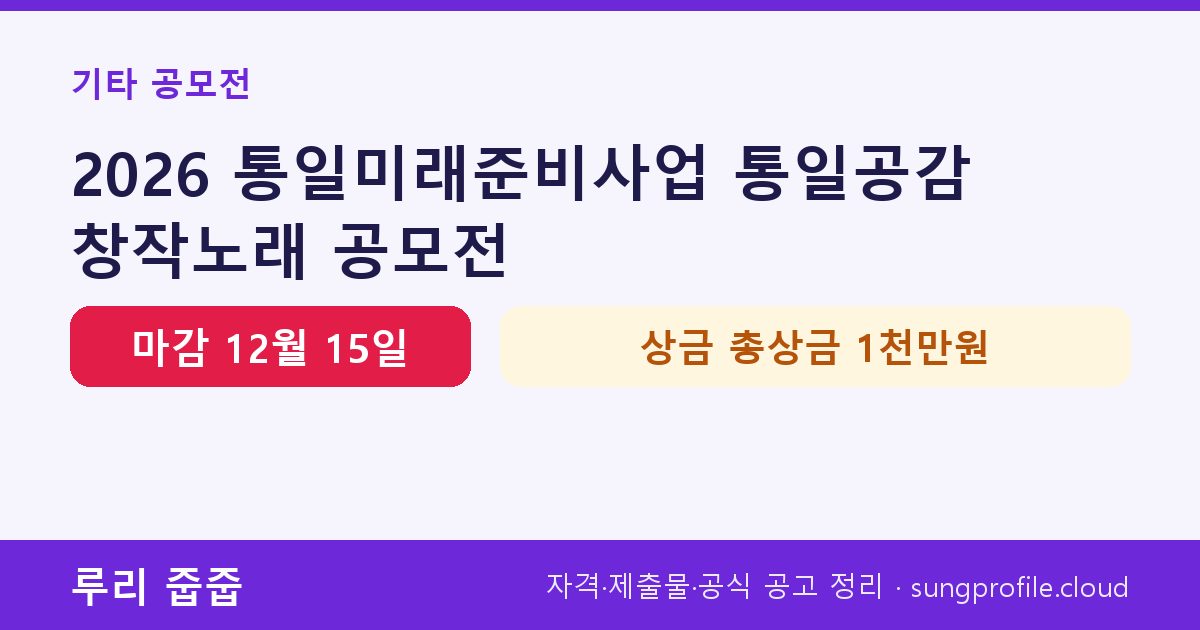 기타 공모전
2026 통일미래준비사업 통일공감
창작노래 공모전
마감 12월 15일
상금 총상금 1천만원
루리 줍줍
자격·제출물·공식 공고 정리 · sungprofile.cloud